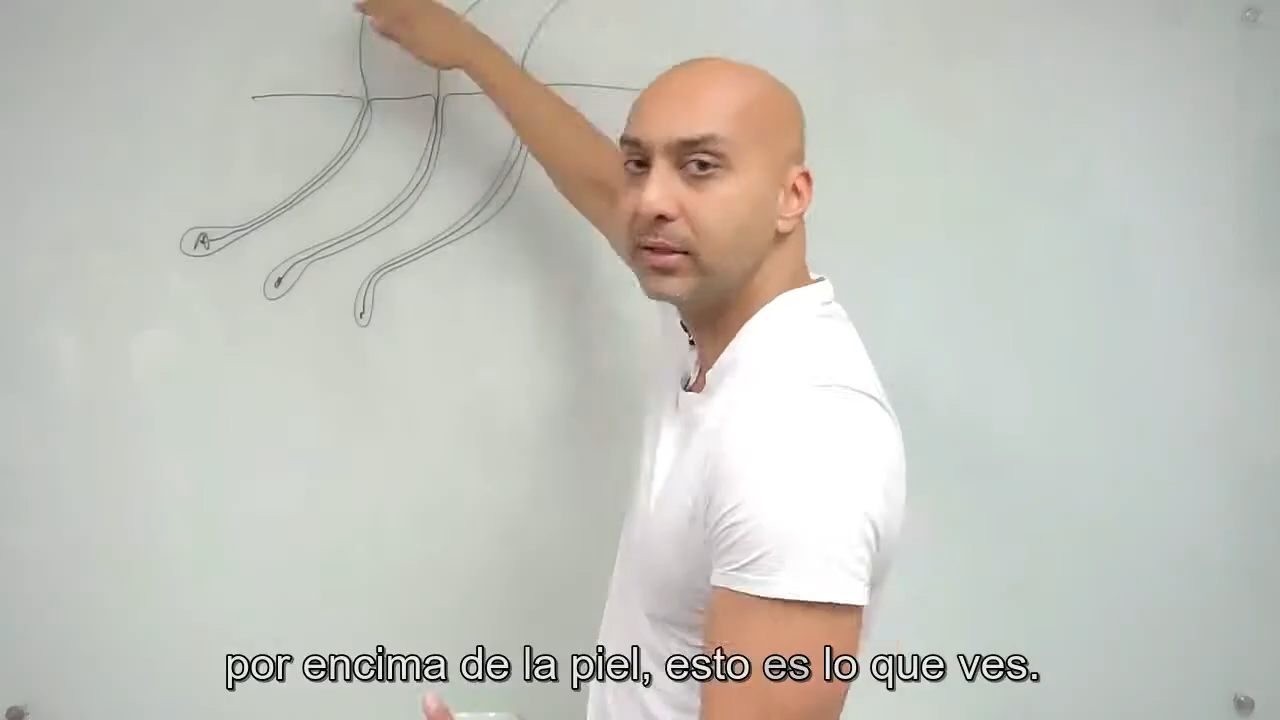 por encima de la piel, esto es lo que ves.